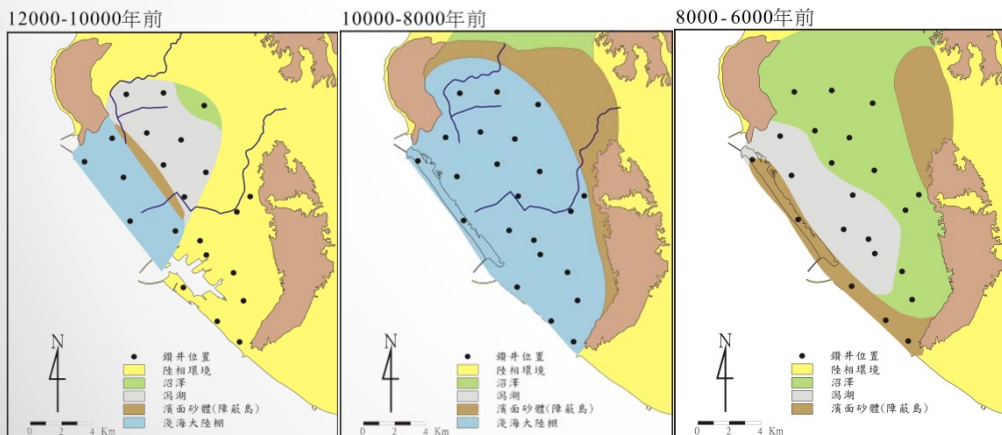 12000-10000年前
N
鑽井位置
陸相環境
沼澤
潟湖
濱面砂體(障蔽島)
淺海大陸棚
0 2 4 Km
10000-8000年前
N
鑽井位置
陸相環境
沼澤
潟湖
濱面砂體(障蔽島)
淺海大陸棚
0 2 4 Km
8000-6000年前
N
鑽井位置
陸相環境
沼澤
潟湖
濱面砂體(障蔽島)
0 2 4 Km